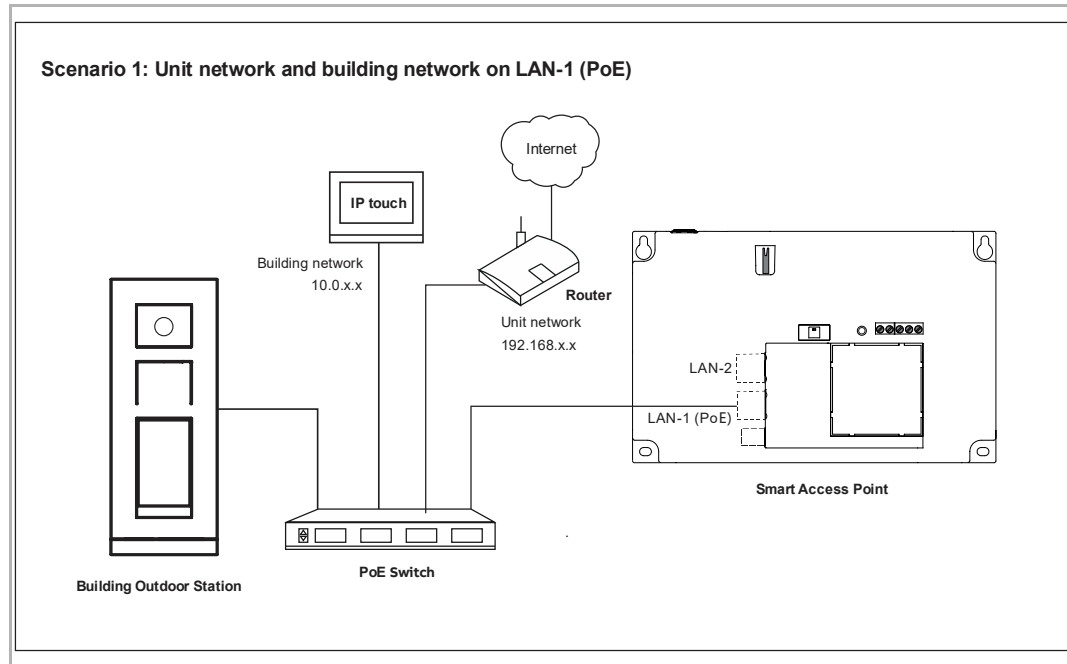 Scenario 1: Unit network and building network on LAN-1 (PoE)
Internet
IP touch
Building network
10.0.x.x
Router
Unit network
192.168.x.x
LAN-2
LAN-1 (PoE)
Smart Access Point
PoE Switch
Building Outdoor Station